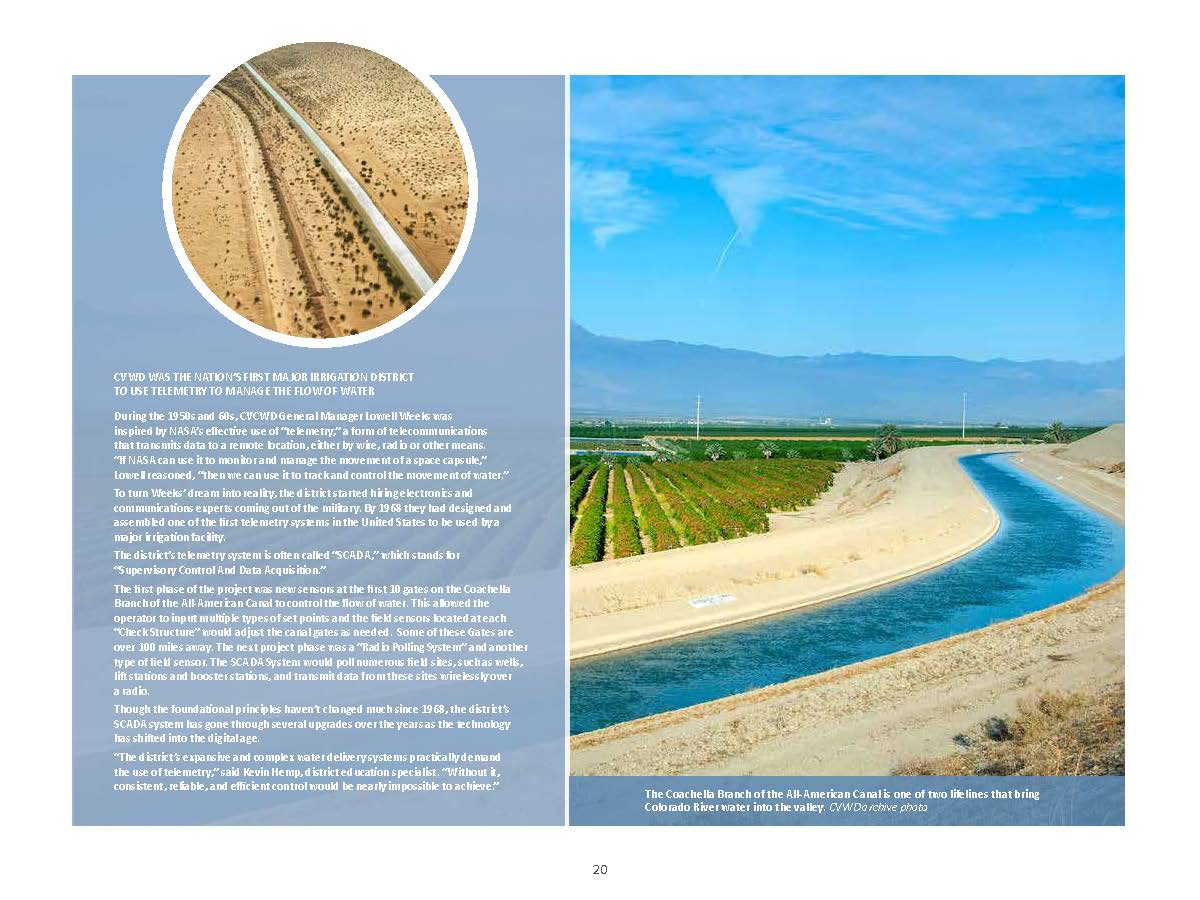 CVWD WAS THE NATION'S FIRST MAJOR IRRIGATION DISTRICT
TO USE TELEMETRY TO MANAGE THE FLOW OF WATER
During the 1950s and 60s, CVCWD General Manager Lowell Weeks was
inspired by NASA's effective use of “telemetry,” a form of telecommunications
that transmits data to a remote location, either by wire, radio or other means.
“If NASA can use it to monitor and manage the movement of a space capsule,”
Lowell reasoned, “then we can use it to track and control the movement of water.”
To turn Weeks' dream into reality, the district started hiring electronics and
communications experts coming out of the military. By 1968 they had designed and
assembled one of the first telemetry systems in the United States to be used by a
major irrigation facility.
The district's telemetry system is often called “SCADA,” which stands for
“Supervisory Control And Data Acquisition.”
The first phase of the project was new sensors at the first 10 gates on the Coachella
Branch of the All-American Canal to control the flow of water. This allowed the
operator to input multiple types of set points and the field sensors located at each
“Check Structure” would adjust the canal gates as needed. Some of these Gates are
over 100 miles away. The next project phase was a “Radio Polling System” and another
type of field sensor. The SCADA System would poll numerous field sites, such as wells,
lift stations and booster stations, and transmit data from these sites wirelessly over
a radio.
Though the foundational principles haven't changed much since 1968, the district's
SCADA system has gone through several upgrades over the years as the technology
has shifted into the digital age.
“The district's expansive and complex water delivery systems practically demand
the use of telemetry,” said Kevin Hemp, district education specialist. “Without it,
consistent, reliable, and efficient control would be nearly impossible to achieve.”
The Coachella Branch of the All-American Canal is one of two lifelines that bring
Colorado River water into the valley. CVWD archive photo
20